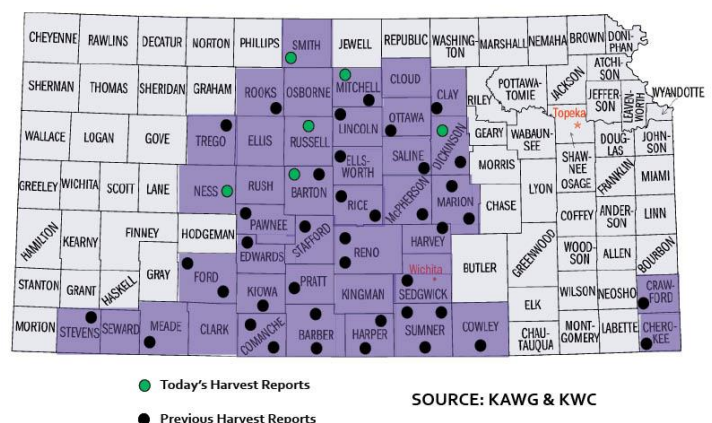 CHEYENNE
RAWLINS
DECATUR
NORTON
PHILLIPS
SMITH
JEWELL
REPUBLIC
WASHING-
TON
MARSHALL
NEMAHA
BROWN
DONI-
PHAN
SHERMAN
THOMAS
SHERIDAN
GRAHAM
ROOKS
OSBORNE
MITCHELL
CLOUD
CLAY
RILEY
POTTAWA-
TOMIE
JACKSON
ATCHI-
SON
JEFFER-
SON
LEAVEN-
WORTH
WYANDOTTE
WALLACE
LOGAN
GOVE
TREGO
ELLIS
RUSSELL
LINCOLN
OTTAWA
SALINE
DICKINSON
GEARY
WABAUN-
SEE
Topeka
*
SHAW-
NEE
DOUG-
LAS
JOHN-
SON
GREELEY
WICHITA
SCOTT
LANE
NESS
RUSH
BARTON
ELLS-
WORTH
RICE
MCPHERSON
MARION
MORRIS
CHASE
LYON
OSAGE
FRANKLIN
MIAMI
HAMILTON
KEARNY
FINNEY
HODGEMAN
PAWNEE
STAFFORD
RENO
HARVEY
BUTLER
GREENWOOD
COFFEY
ANDER-
SON
LINN
STANTON
GRANT
HASKELL
GRAY
FORD
EDWARDS
KIOWA
PRATT
KINGMAN
Wichita
*
SEDGWICK
ELK
WOOD-
SON
ALLEN
BOURBON
WILSON
NEOSHO
CRAW-
FORD
MORTON
STEVENS
SEWARD
MEADE
CLARK
COMANCHE
BARBER
HARPER
SUMNER
COWLEY
CHAU-
TAUQUA
MONT-
GOMERY
LABETTE
CHERO-
KEE
Today's Harvest Reports
Previous Harvest Reports
SOURCE: KAWG & KWC